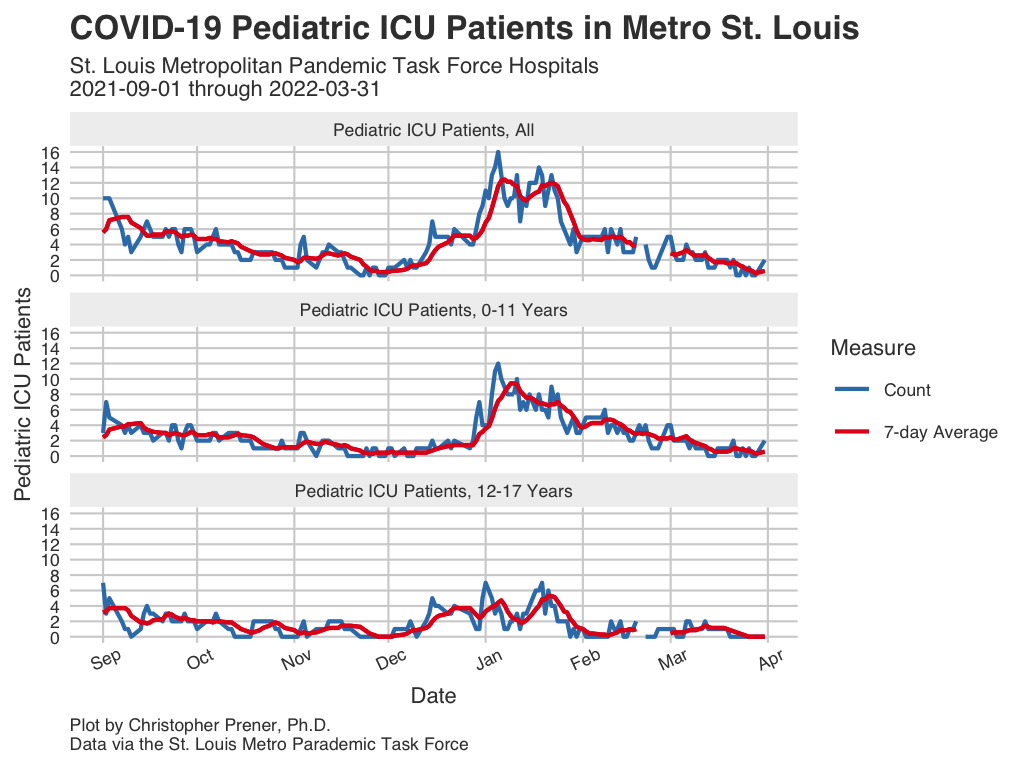 COVID-19 Pediatric ICU Patients in Metro St. Louis
St. Louis Metropolitan Pandemic Task Force Hospitals
2021-09-01 through 2022-03-31
Pediatric ICU Patients
Pediatric ICU Patients, All
16
14
12
10
8
6
4
2
0
Pediatric ICU Patients, 0-11 Years
16
14
12
10
8
6
4
2
0
Pediatric ICU Patients, 12-17 Years
16
14
12
10
8
6
4
2
0
Sep Oct Nov Dec Jan Feb Mar Apr
Date
Measure
Count
7-day Average
Plot by Christopher Prener, Ph.D.
Data via the St. Louis Metro Parademic Task Force